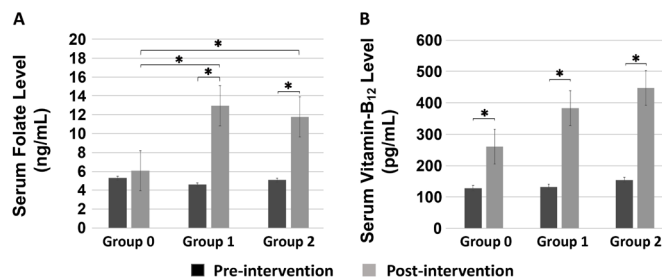 A
Serum Folate Level
(ng/mL)
20
18
16
14
12
10
8
6
4
2
0
*
*
*
*
Group 0
Group 1
Group 2
B
Serum Vitamin-B₁₂ Level
(pg/mL)
600
500
400
300
200
100
0
*
*
*
Group 0
Group 1
Group 2
Pre-intervention
Post-intervention